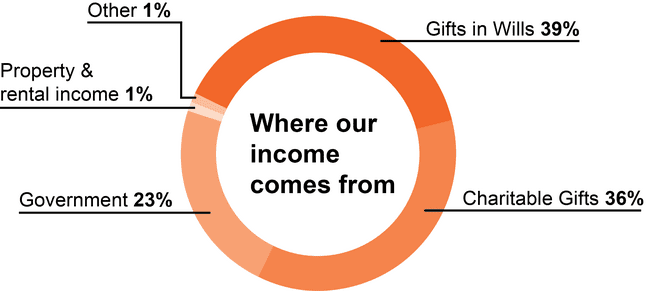 Other 1%
Gifts in Wills 39%
Property &
rental income 1%
Where our
income
comes from
Government 23%
Charitable Gifts 36%